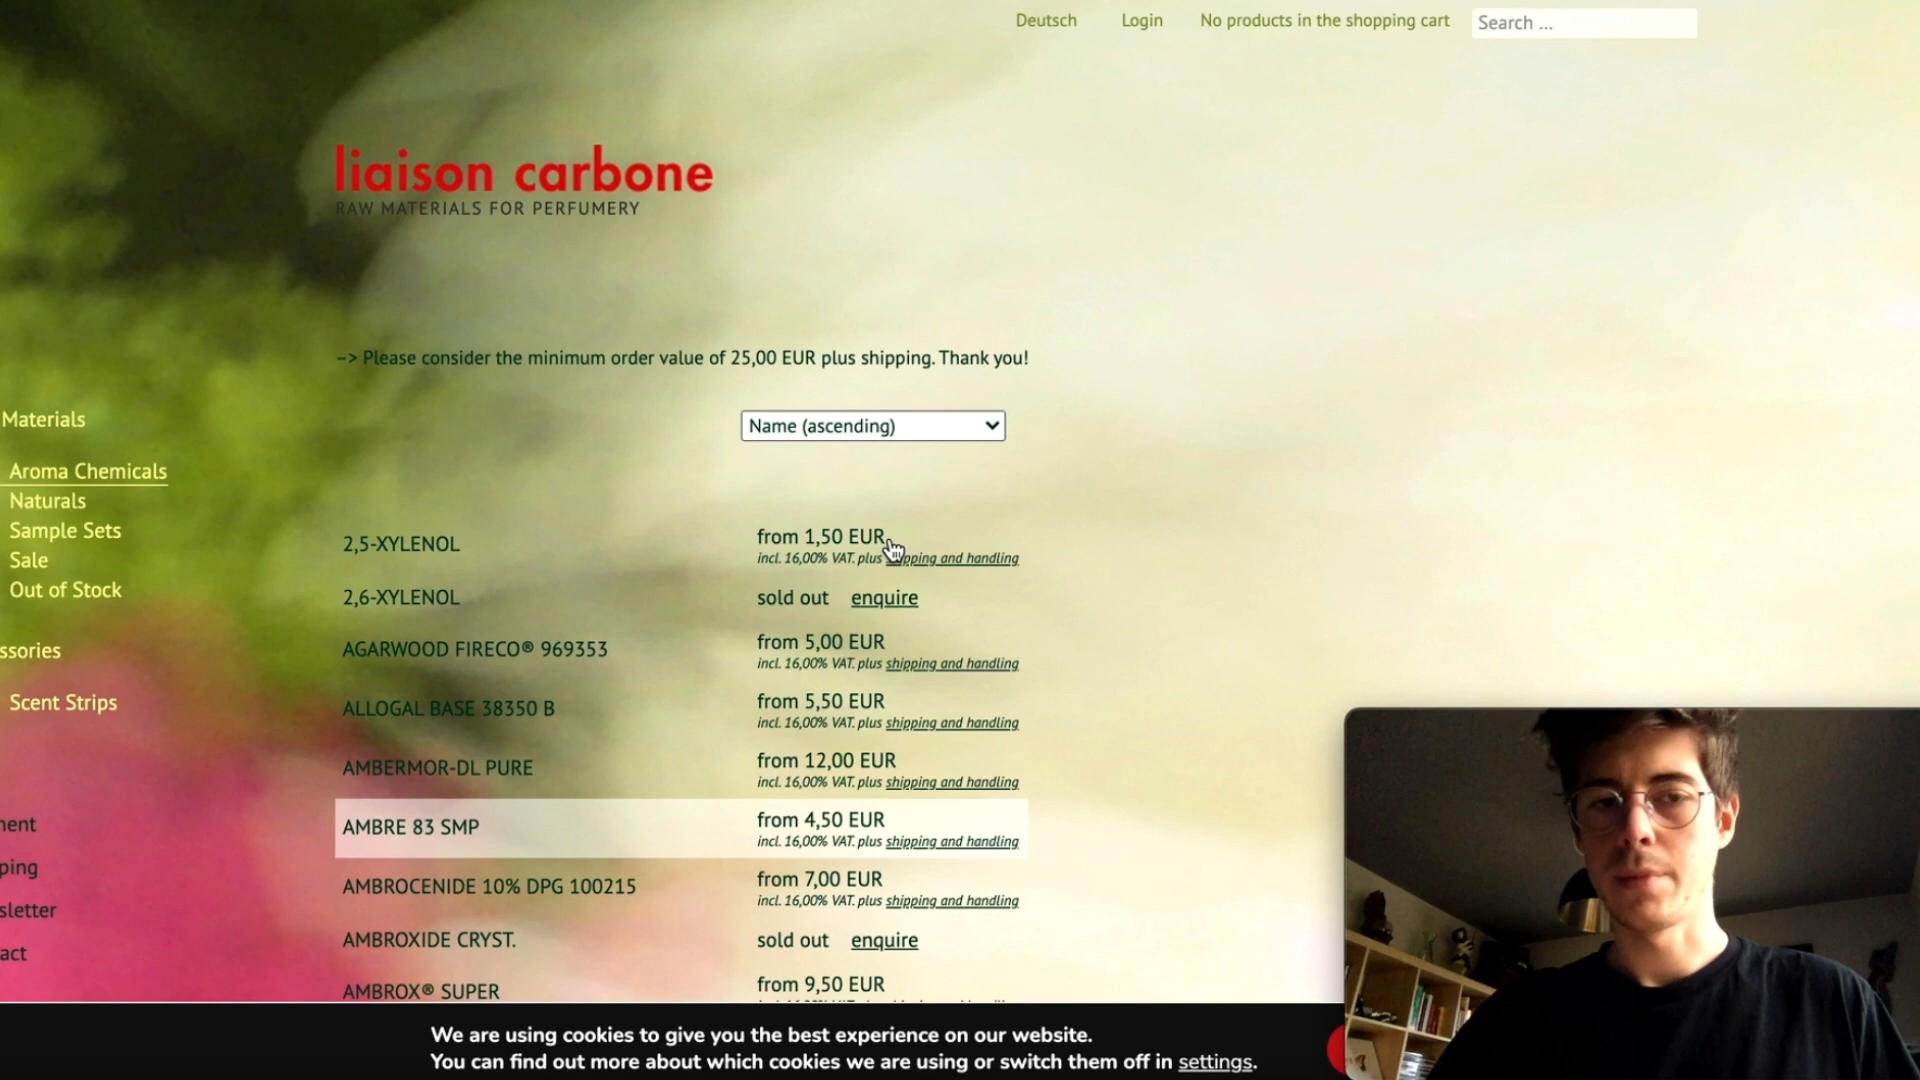 Deutsch Login No products in the shopping cart Search ...
liaison carbone
RAW MATERIALS FOR PERFUMERY
--> Please consider the minimum order value of 25,00 EUR plus shipping. Thank you!
Materials
Name (ascending)
Aroma Chemicals
Naturals
Sample Sets
Sale
Out of Stock
ssories
Scent Strips
ment
ping
sletter
act
2,5-XYLENOL from 1,50 EUR
incl. 16,00% VAT. plus shipping and handling
2,6-XYLENOL sold out enquire
AGARWOOD FIRECO® 969353 from 5,00 EUR
incl. 16,00% VAT. plus shipping and handling
ALLOGAL BASE 38350 B from 5,50 EUR
incl. 16,00% VAT. plus shipping and handling
AMBERMOR-DL PURE from 12,00 EUR
incl. 16,00% VAT. plus shipping and handling
AMBRE 83 SMP from 4,50 EUR
incl. 16,00% VAT. plus shipping and handling
AMBROCENIDE 10% DPG 100215 from 7,00 EUR
incl. 16,00% VAT. plus shipping and handling
AMBROXIDE CRYST. sold out enquire
AMBROX® SUPER from 9,50 EUR
We are using cookies to give you the best experience on our website.
You can find out more about which cookies we are using or switch them off in settings.